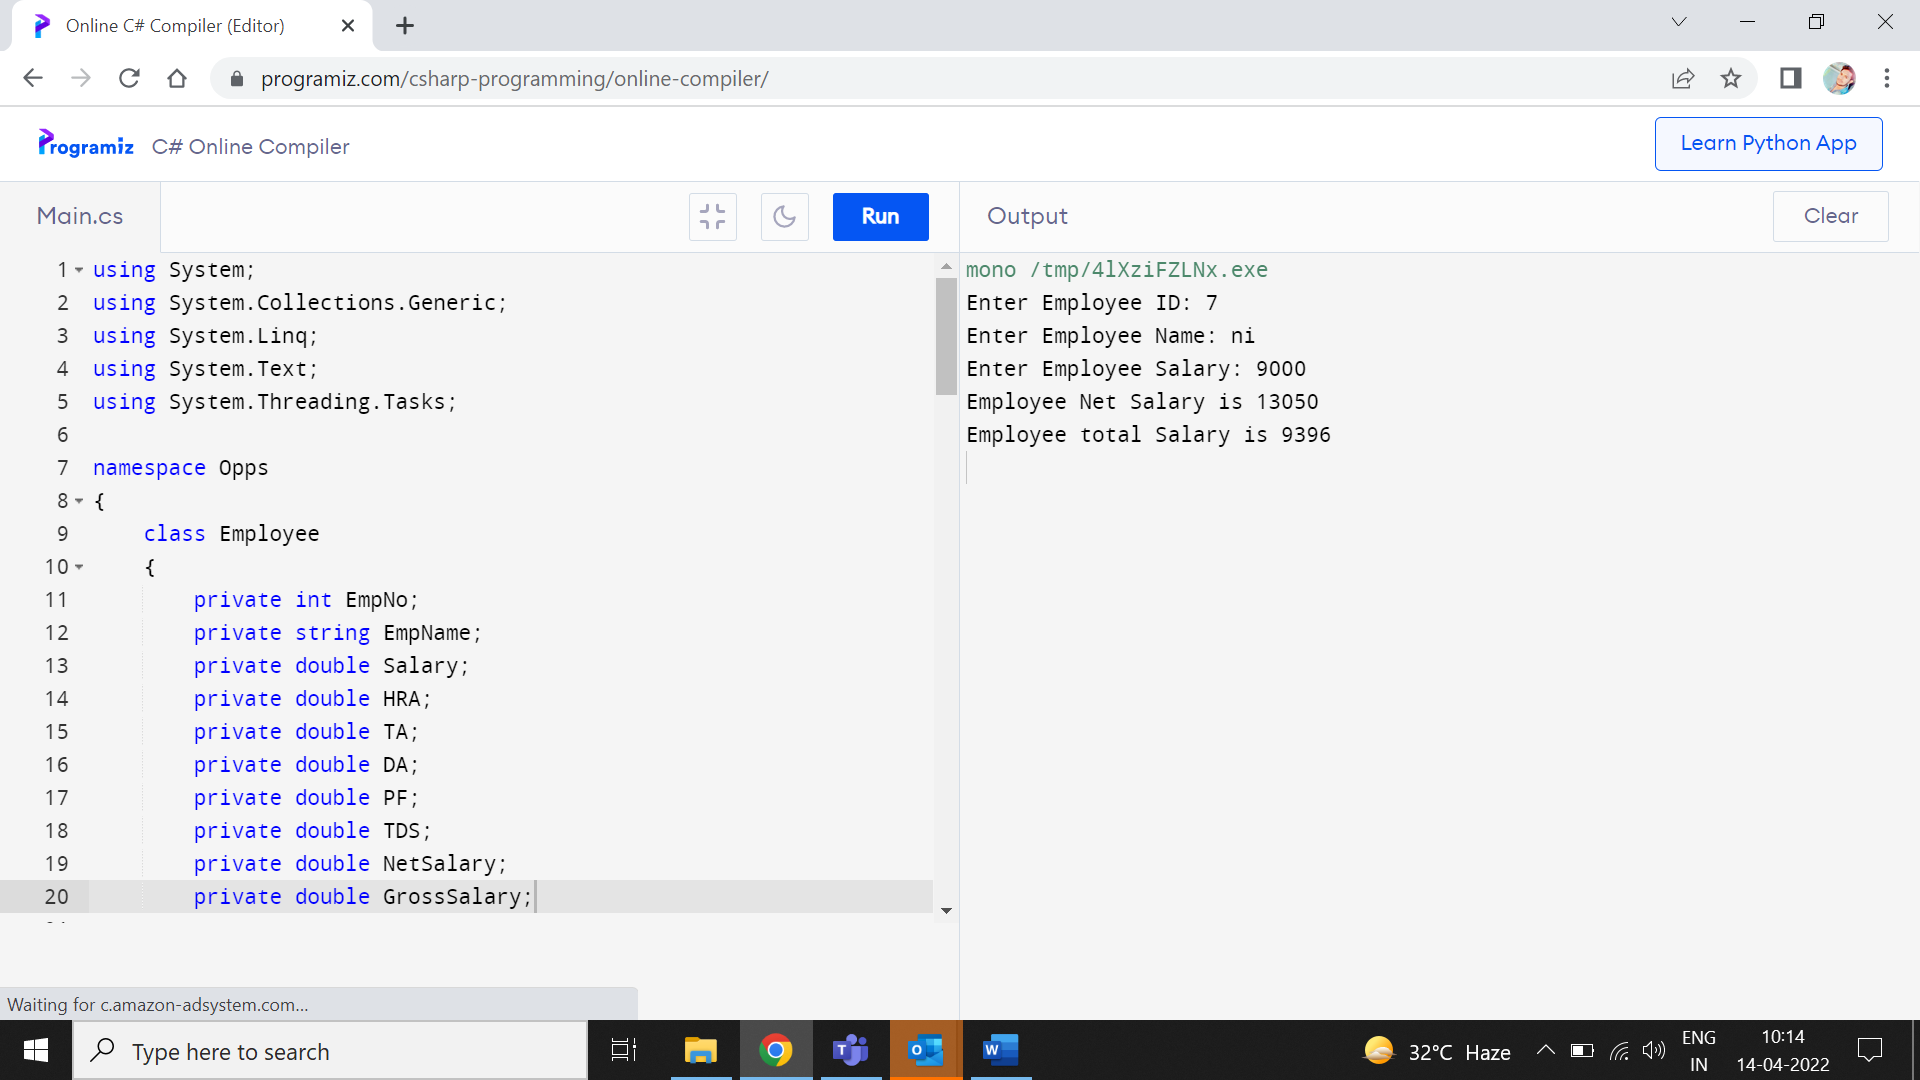 Online C# Compiler (Editor)
programiz.com/csharp-programming/online-compiler/
Programiz C# Online Compiler
Learn Python App
Main.cs
Run
Output
Clear
1 using System;
2 using System.Collections.Generic;
3 using System.Linq;
4 using System.Text;
5 using System.Threading.Tasks;
6
7 namespace Opps
8 {
9 class Employee
10 {
11 private int EmpNo;
12 private string EmpName;
13 private double Salary;
14 private double HRA;
15 private double TA;
16 private double DA;
17 private double PF;
18 private double TDS;
19 private double NetSalary;
20 private double GrossSalary;
mono /tmp/4lXziFZLNx.exe
Enter Employee ID: 7
Enter Employee Name: ni
Enter Employee Salary: 9000
Employee Net Salary is 13050
Employee total Salary is 9396
Waiting for c.amazon-adsystem.com...
Type here to search
32°C Haze
ENG
IN
10:14
14-04-2022